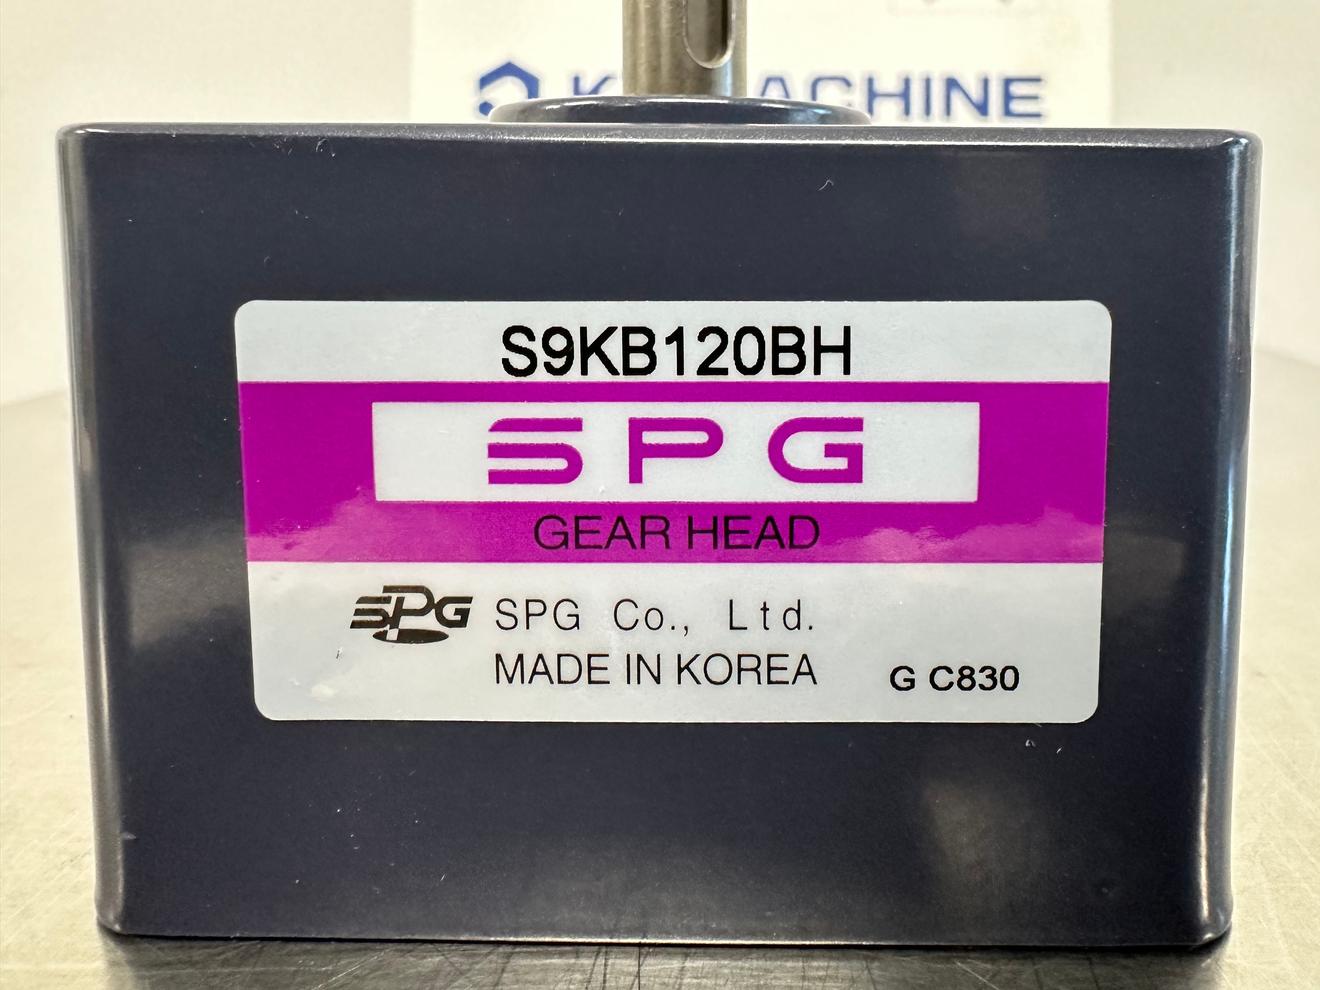 S9KB120BH
SPG
GEAR HEAD
SPG SPG Co., Ltd.
MADE IN KOREA
G C830